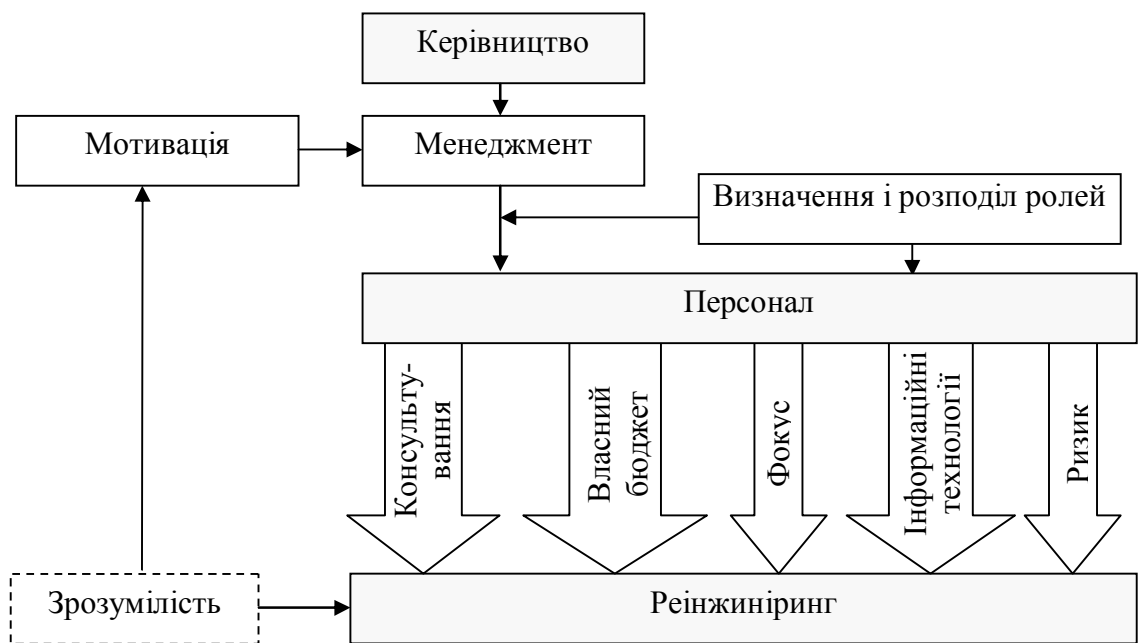 Керівництво
Мотивація
Менеджмент
Визначення і розподіл ролей
Персонал
Консульту-
вання
Власний
бюджет
Фокус
Інформаційні
технології
Ризик
Зрозумілість
Реінжиніринг